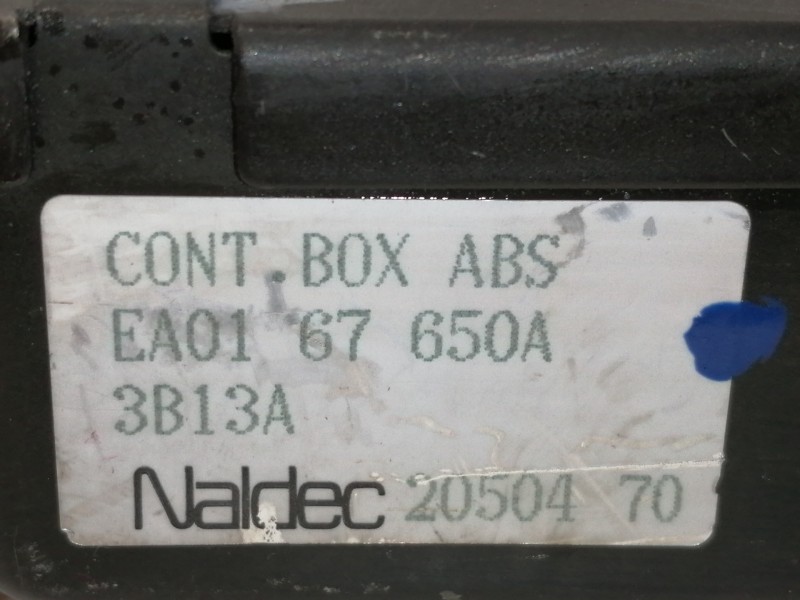 CONT.BOX ABS
EA01 67 650A
3B13A
Naldec 20504 70